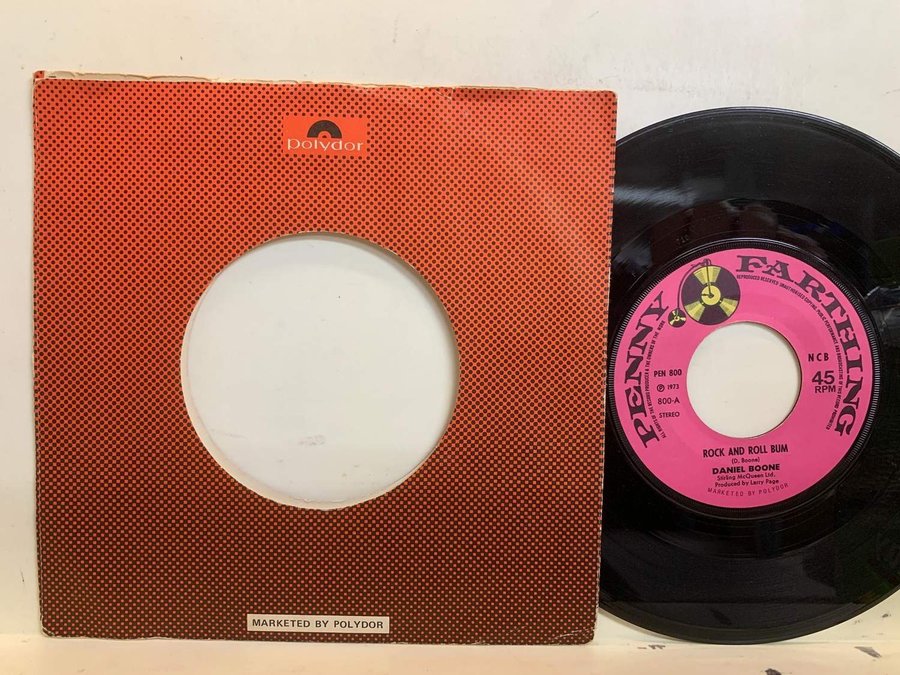 polydor
MARKETED BY POLYDOR
PENNY FARTHING
PEN 800
℗ 1973
800-A
STEREO
NCB
45
RPM
ROCK AND ROLL BUM
(D. Boone)
DANIEL BOONE
Stirling McQueen Ltd.
Produced by Larry Page
MARKETED BY POLYDOR